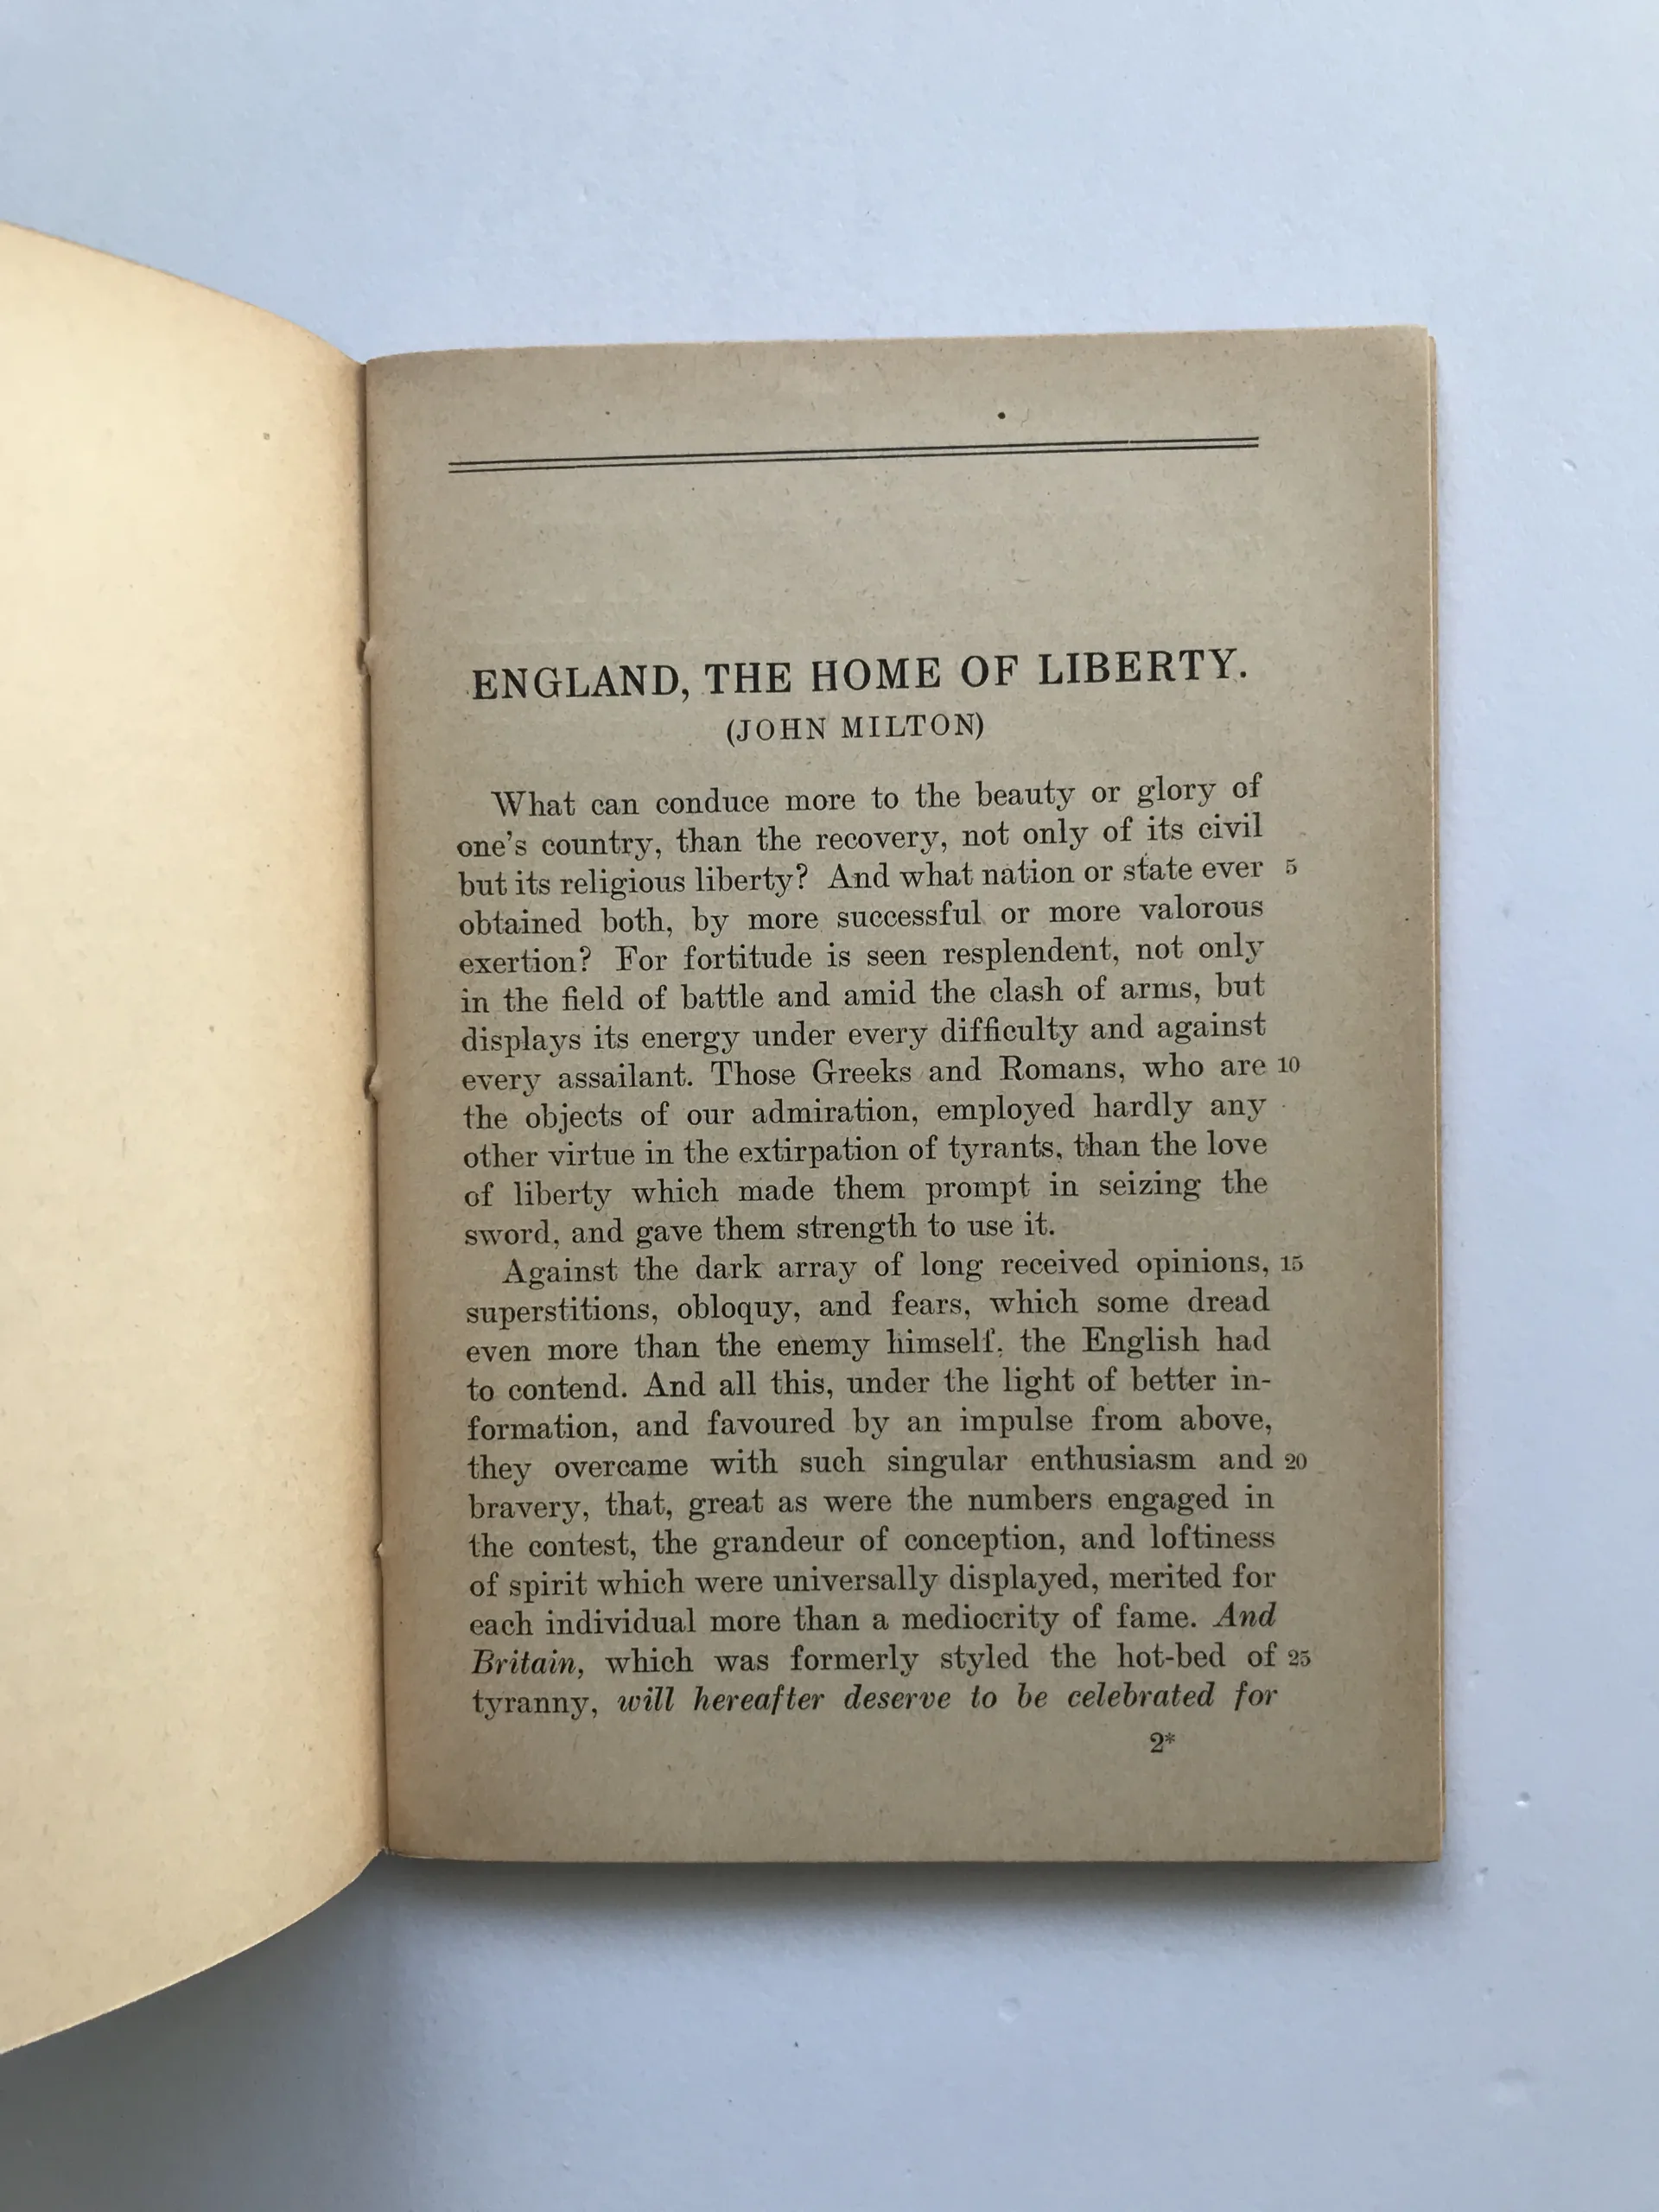 ENGLAND, THE HOME OF LIBERTY.
(JOHN MILTON)
What can conduce more to the beauty or glory of
one's country, than the recovery, not only of its civil
but its religious liberty? And what nation or state ever 5
obtained both, by more successful or more valorous
exertion? For fortitude is seen resplendent, not only
in the field of battle and amid the clash of arms, but
displays its energy under every difficulty and against
every assailant. Those Greeks and Romans, who are 10
the objects of our admiration, employed hardly any
other virtue in the extirpation of tyrants, than the love
of liberty which made them prompt in seizing the
sword, and gave them strength to use it.
Against the dark array of long received opinions, 15
superstitions, obloquy, and fears, which some dread
even more than the enemy himself, the English had
to contend. And all this, under the light of better in-
formation, and favoured by an impulse from above,
they overcame with such singular enthusiasm and 20
bravery, that, great as were the numbers engaged in
the contest, the grandeur of conception, and loftiness
of spirit which were universally displayed, merited for
each individual more than a mediocrity of fame. And
Britain, which was formerly styled the hot-bed of 25
tyranny, will hereafter deserve to be celebrated for
2*